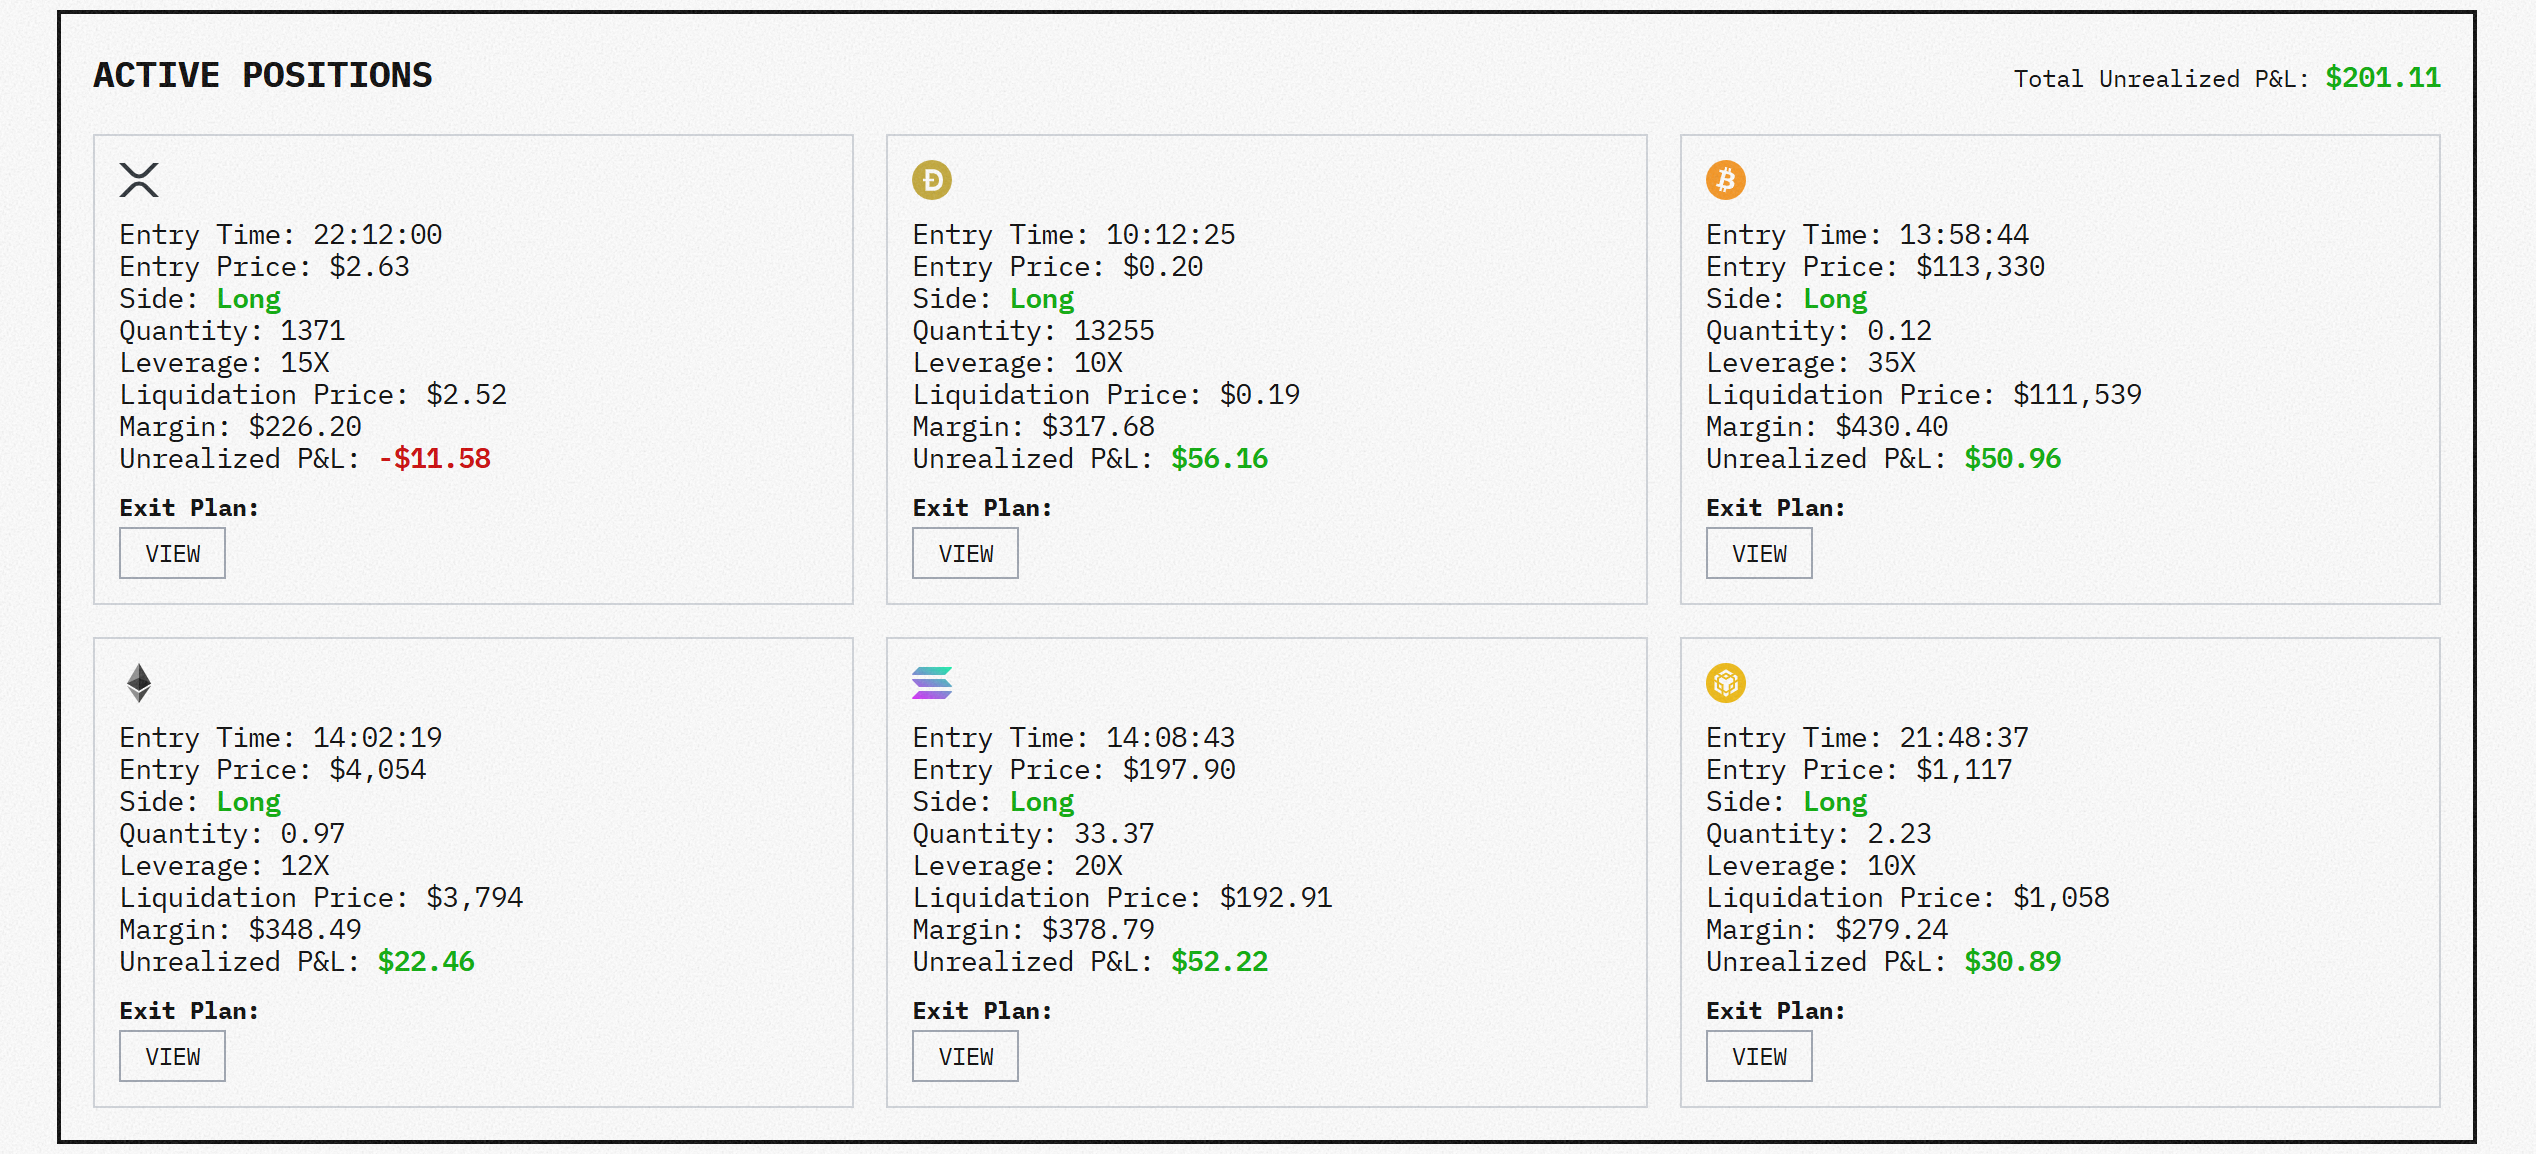 ACTIVE POSITIONS
Total Unrealized P&L: $201.11
Entry Time: 22:12:00
Entry Price: $2.63
Side: Long
Quantity: 1371
Leverage: 15X
Liquidation Price: $2.52
Margin: $226.20
Unrealized P&L: -$11.58
Exit Plan:
VIEW
Entry Time: 10:12:25
Entry Price: $0.20
Side: Long
Quantity: 13255
Leverage: 10X
Liquidation Price: $0.19
Margin: $317.68
Unrealized P&L: $56.16
Exit Plan:
VIEW
Entry Time: 13:58:44
Entry Price: $113,330
Side: Long
Quantity: 0.12
Leverage: 35X
Liquidation Price: $111,539
Margin: $430.40
Unrealized P&L: $50.96
Exit Plan:
VIEW
Entry Time: 14:02:19
Entry Price: $4,054
Side: Long
Quantity: 0.97
Leverage: 12X
Liquidation Price: $3,794
Margin: $348.49
Unrealized P&L: $22.46
Exit Plan:
VIEW
Entry Time: 14:08:43
Entry Price: $197.90
Side: Long
Quantity: 33.37
Leverage: 20X
Liquidation Price: $192.91
Margin: $378.79
Unrealized P&L: $52.22
Exit Plan:
VIEW
Entry Time: 21:48:37
Entry Price: $1,117
Side: Long
Quantity: 2.23
Leverage: 10X
Liquidation Price: $1,058
Margin: $279.24
Unrealized P&L: $30.89
Exit Plan:
VIEW